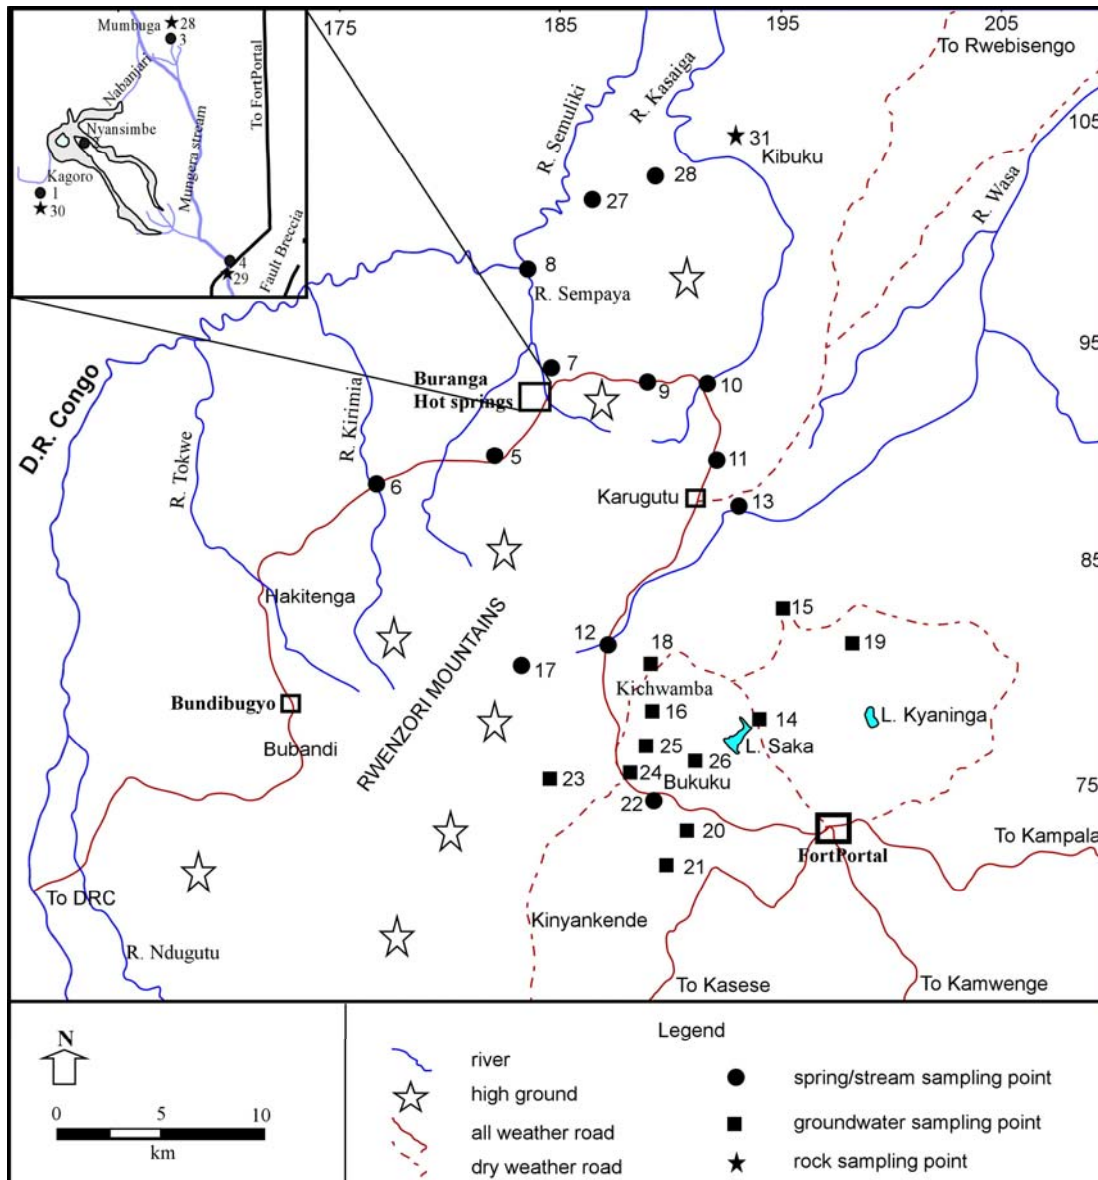 175
185
195
205
To Rwebisengo
Mumbuga
28
3
Nabanjari
Nyansimbe
Kagoro
1
30
Mungera stream
To FortPortal
4
29
Fault Breccia
R. Semuliki
R. Kasaiga
105
31
Kibuku
28
27
R. Wasa
8
R. Sempaya
95
D.R. Congo
7
Buranga
Hot springs
9
10
R. Tokwe
R. Kirimia
5
6
11
Karugutu
13
85
Hakitenga
15
12
18
19
17
Kichwamba
RWENZORI MOUNTAINS
Bundibugyo
16
14
L. Kyaninga
Bubandi
25
L. Saka
26
24
Bukuku
23
75
22
20
FortPortal
To Kampala
21
To DRC
Kinyankende
R. Ndugutu
To Kasese
To Kamwenge
Legend
N
river
spring/stream sampling point
high ground
0 5 10
groundwater sampling point
all weather road
km
dry weather road
rock sampling point